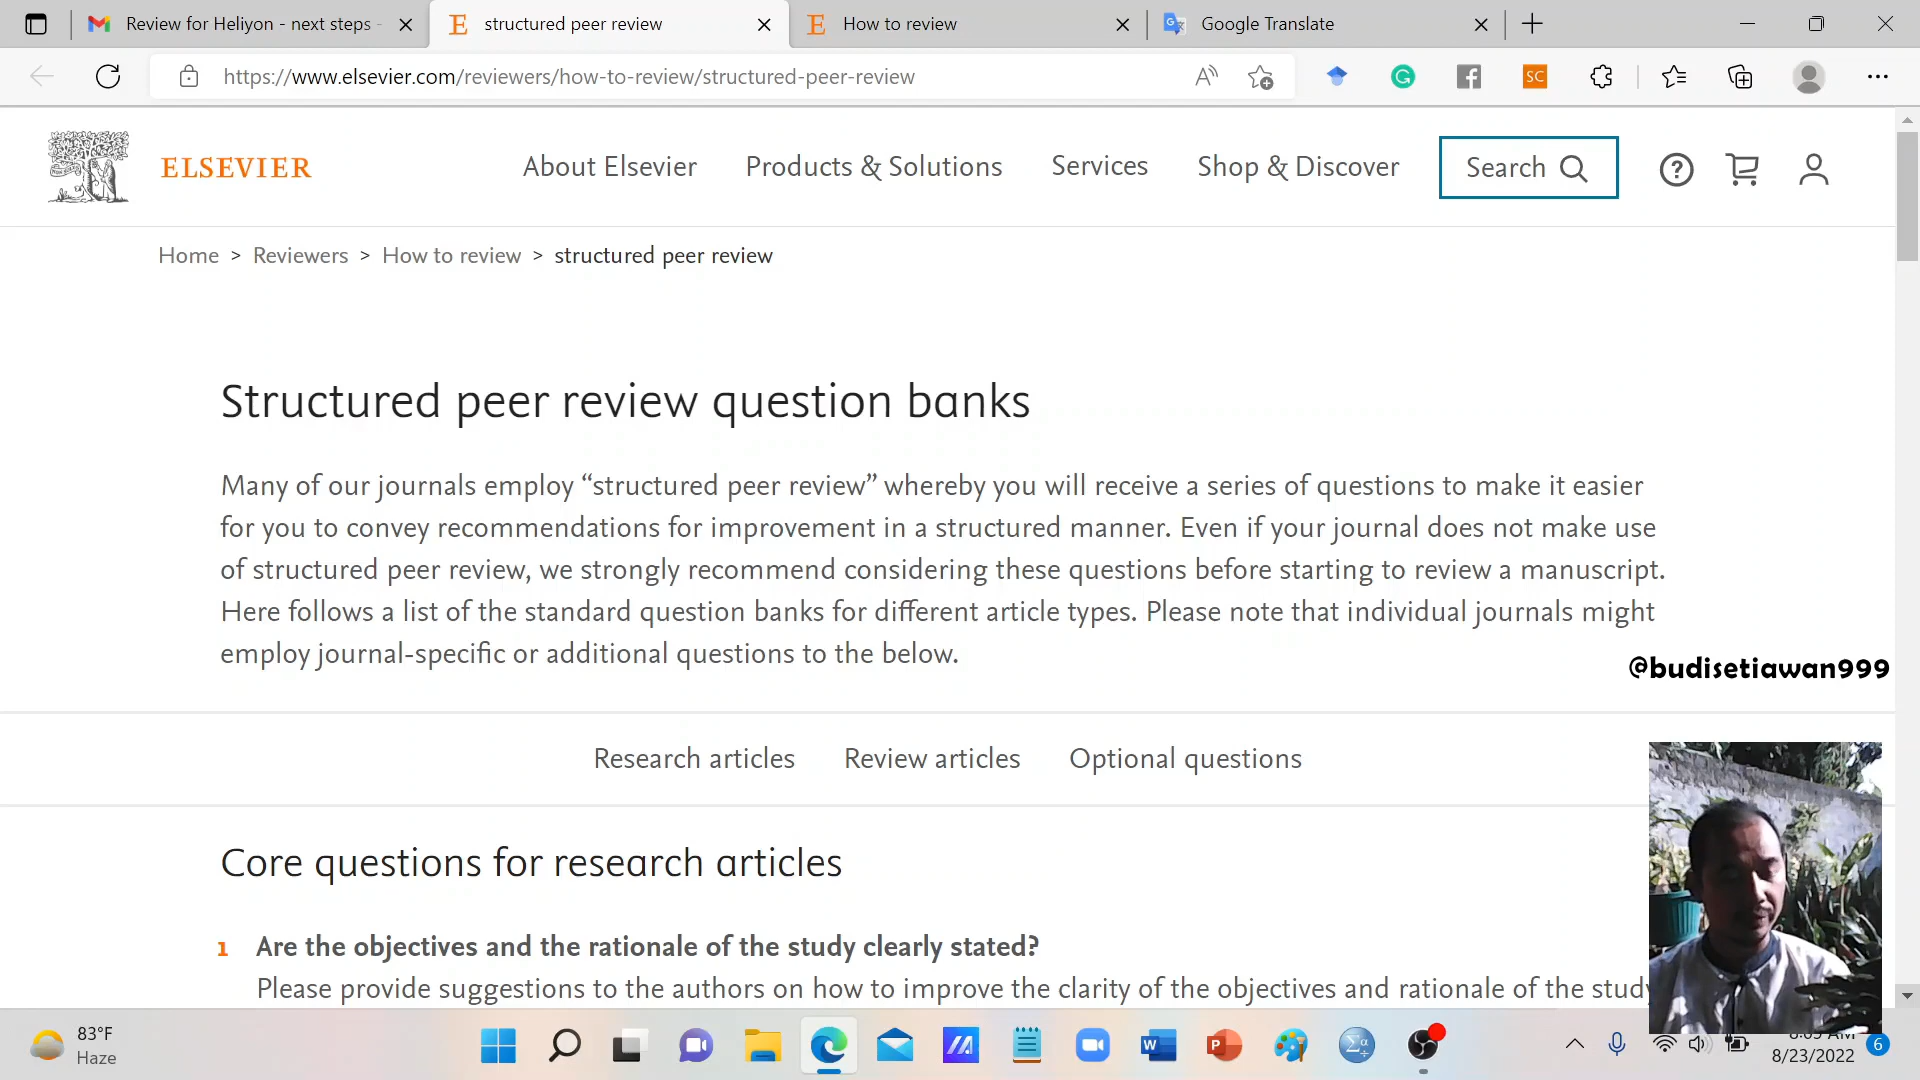 Review for Heliyon - next steps -
structured peer review
How to review
Google Translate
https://www.elsevier.com/reviewers/how-to-review/structured-peer-review
ELSEVIER
About Elsevier
Products & Solutions
Services
Shop & Discover
Search
Home > Reviewers > How to review > structured peer review
Structured peer review question banks
Many of our journals employ “structured peer review” whereby you will receive a series of questions to make it easier
for you to convey recommendations for improvement in a structured manner. Even if your journal does not make use
of structured peer review, we strongly recommend considering these questions before starting to review a manuscript.
Here follows a list of the standard question banks for different article types. Please note that individual journals might
employ journal-specific or additional questions to the below.
@budisetiawan999
Research articles
Review articles
Optional questions
Core questions for research articles
1 Are the objectives and the rationale of the study clearly stated?
Please provide suggestions to the authors on how to improve the clarity of the objectives and rationale of the study
83°F
Haze
8/23/2022
6